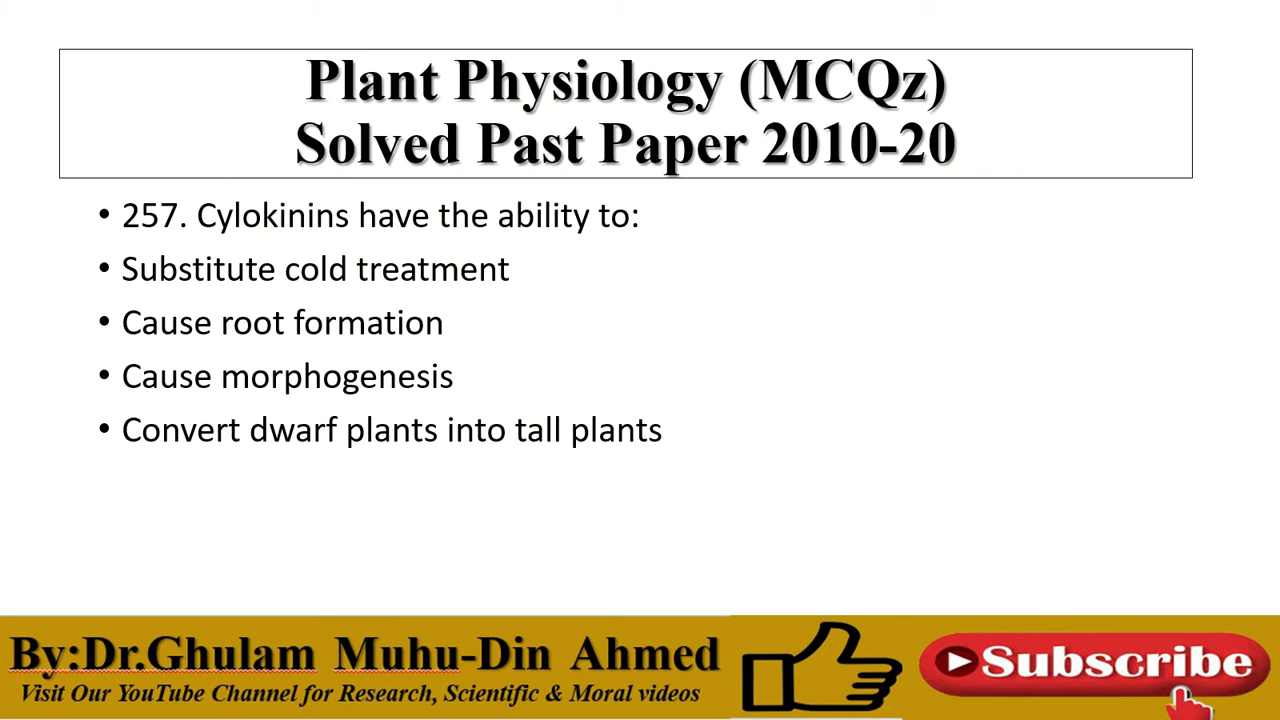 Plant Physiology (MCQz)
Solved Past Paper 2010-20
• 257. Cylokinins have the ability to:
• Substitute cold treatment
• Cause root formation
• Cause morphogenesis
• Convert dwarf plants into tall plants
By:Dr.Ghulam Muhu-Din Ahmed
Visit Our YouTube Channel for Research, Scientific & Moral videos
Subscribe